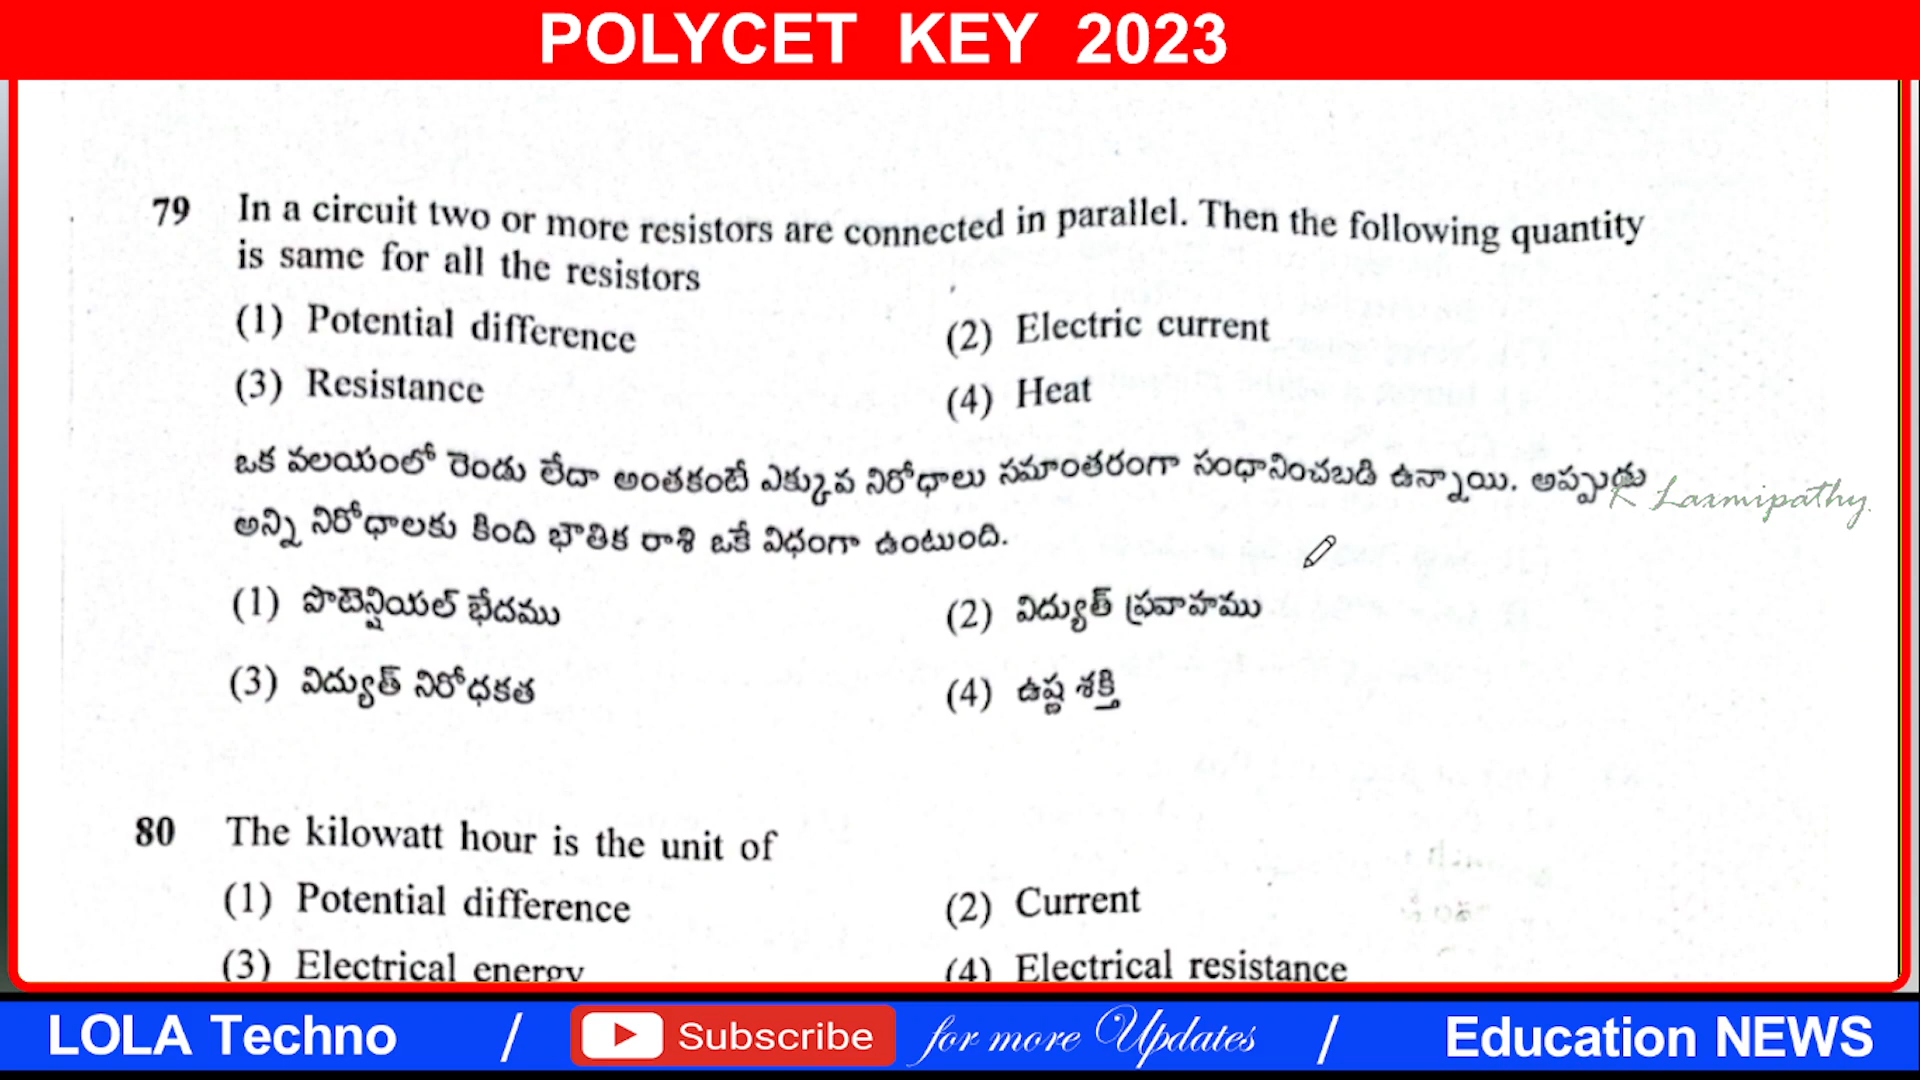 POLYCET KEY 2023
79 In a circuit two or more resistors are connected in parallel. Then the following quantity
is same for all the resistors
(1) Potential difference (2) Electric current
(3) Resistance (4) Heat
ఒక వలయంలో రెండు లేదా అంతకంటే ఎక్కువ నిరోధాలు సమాంతరంగా సంధానించబడి ఉన్నాయి. అప్పుడు
K Laxmipathy.
అన్ని నిరోధాలకు కింది భౌతిక రాశి ఒకే విధంగా ఉంటుంది.
(1) పొటెన్షియల్ భేదము (2) విద్యుత్ ప్రవాహము
(3) విద్యుత్ నిరోధకత (4) ఉష్ణ శక్తి
80 The kilowatt hour is the unit of
(1) Potential difference (2) Current
(3) Electrical energy (4) Electrical resistance
LOLA Techno / Subscribe for more Updates / Education NEWS